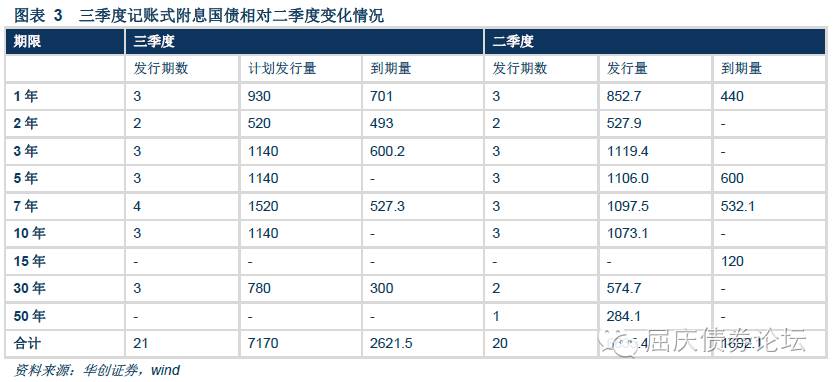 图表 3 三季度记账式附息国债相对二季度变化情况
期限 三季度 二季度
发行期数 计划发行量 到期量 发行期数 发行量 到期量
1 年 3 930 701 3 852.7 440
2 年 2 520 493 2 527.9 -
3 年 3 1140 600.2 3 1119.4 -
5 年 3 1140 - 3 1106.0 600
7 年 4 1520 527.3 3 1097.5 532.1
10 年 3 1140 - 3 1073.1 -
15 年 - - - - - 120
30 年 3 780 300 2 574.7 -
50 年 - - - 1 284.1 -
合计 21 7170 2621.5 20
屈庆债券论坛
资料来源：华创证券，wind